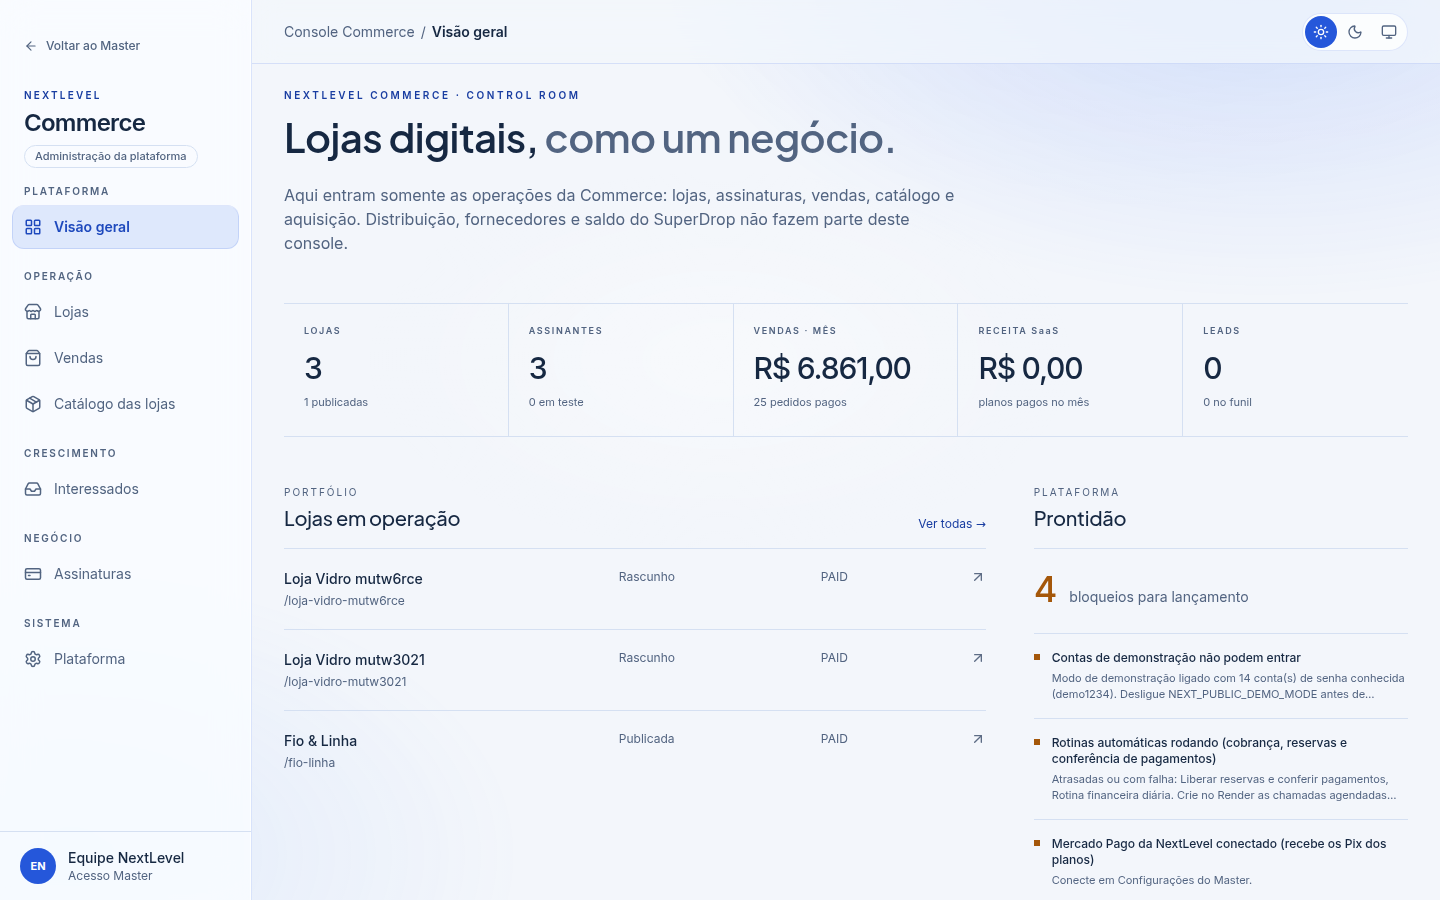 Voltar ao Master
NEXTLEVEL
Commerce
Administração da plataforma
PLATAFORMA
Visão geral
OPERAÇÃO
Lojas
Vendas
Catálogo das lojas
CRESCIMENTO
Interessados
NEGÓCIO
Assinaturas
SISTEMA
Plataforma
EN
Equipe NextLevel
Acesso Master
Console Commerce / Visão geral
NEXTLEVEL COMMERCE · CONTROL ROOM
Lojas digitais, como um negócio.
Aqui entram somente as operações da Commerce: lojas, assinaturas, vendas, catálogo e
aquisição. Distribuição, fornecedores e saldo do SuperDrop não fazem parte deste
console.
LOJAS
3
1 publicadas
ASSINANTES
3
0 em teste
VENDAS · MÊS
R$ 6.861,00
25 pedidos pagos
RECEITA SaaS
R$ 0,00
planos pagos no mês
LEADS
0
0 no funil
PORTFÓLIO
Lojas em operação
Ver todas →
Loja Vidro mutw6rce
/loja-vidro-mutw6rce
Rascunho
PAID
Loja Vidro mutw3021
/loja-vidro-mutw3021
Rascunho
PAID
Fio & Linha
/fio-linha
Publicada
PAID
PLATAFORMA
Prontidão
4 bloqueios para lançamento
Contas de demonstração não podem entrar
Modo de demonstração ligado com 14 conta(s) de senha conhecida
(demo1234). Desligue NEXT_PUBLIC_DEMO_MODE antes de...
Rotinas automáticas rodando (cobrança, reservas e
conferência de pagamentos)
Atrasadas ou com falha: Liberar reservas e conferir pagamentos,
Rotina financeira diária. Crie no Render as chamadas agendadas...
Mercado Pago da NextLevel conectado (recebe os Pix dos
planos)
Conecte em Configurações do Master.